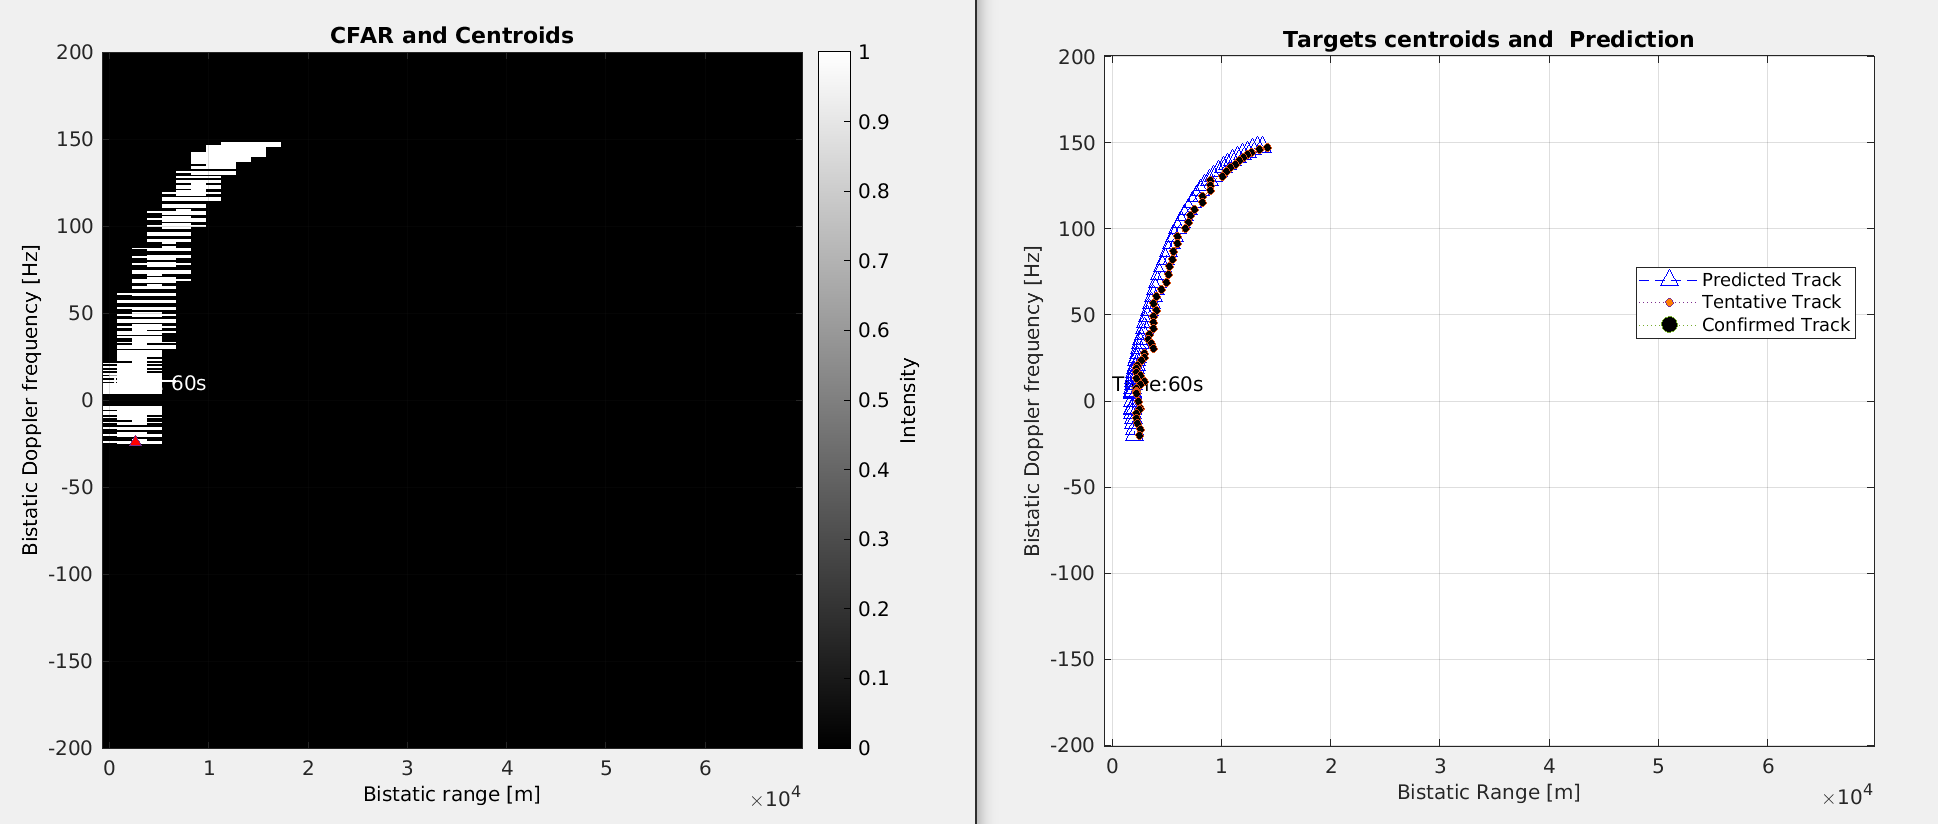 CFAR and Centroids
200
150
100
50
0
-50
-100
-150
-200
Bistatic Doppler frequency [Hz]
60s
0 1 2 3 4 5 6
×10^4
Bistatic range [m]
1
0.9
0.8
0.7
0.6
0.5
0.4
0.3
0.2
0.1
0
Intensity
Targets centroids and  Prediction
200
150
100
50
0
-50
-100
-150
-200
Bistatic Doppler frequency [Hz]
:60s
Predicted Track
Tentative Track
Confirmed Track
0 1 2 3 4 5 6
×10^4
Bistatic Range [m]